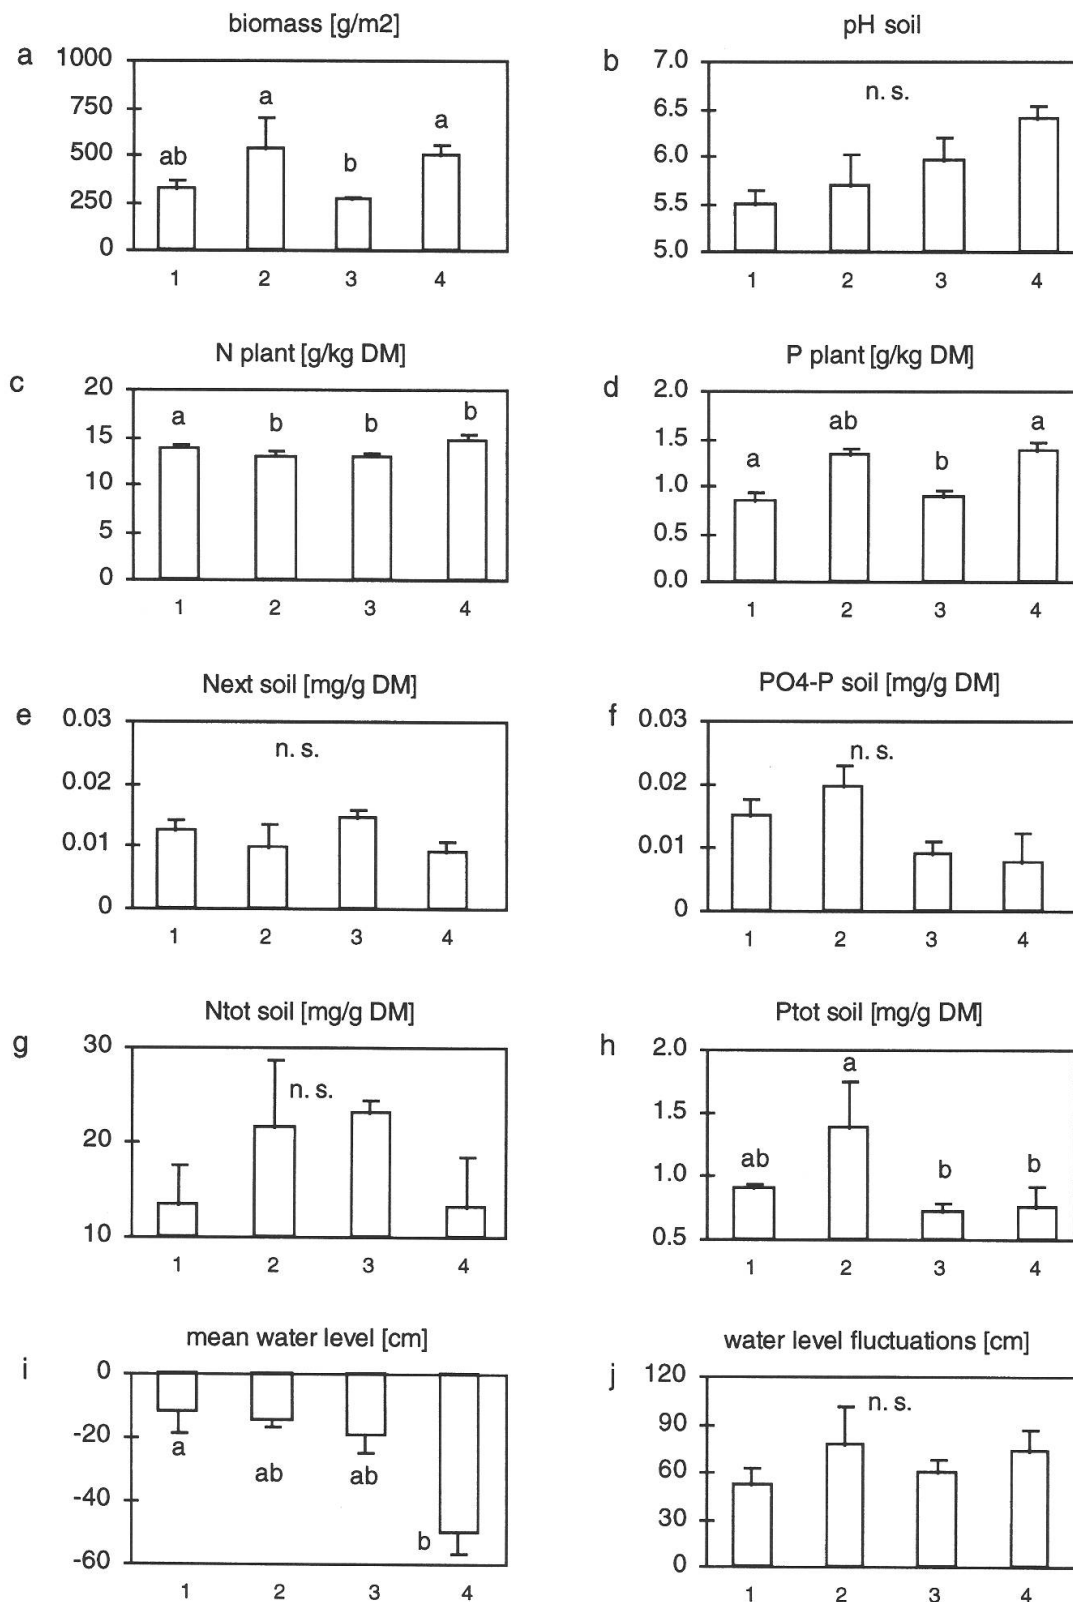 biomass [g/m2]
a
1000
750
500
250
0
ab
a
b
a
1 2 3 4
pH soil
b
7.0
6.5
6.0
5.5
5.0
n. s.
1 2 3 4
N plant [g/kg DM]
c
20
15
10
5
0
a
b
b
b
1 2 3 4
P plant [g/kg DM]
d
2.0
1.5
1.0
0.5
0.0
a
ab
b
a
1 2 3 4
Next soil [mg/g DM]
e
0.03
0.02
0.01
0
n. s.
1 2 3 4
PO4-P soil [mg/g DM]
f
0.03
0.02
0.01
0
n. s.
1 2 3 4
Ntot soil [mg/g DM]
g
30
20
10
n. s.
1 2 3 4
Ptot soil [mg/g DM]
h
2.0
1.5
1.0
0.5
ab
a
b
b
1 2 3 4
mean water level [cm]
i
0
-20
-40
-60
a
ab
ab
b
1 2 3 4
water level fluctuations [cm]
j
120
90
60
30
0
n. s.
1 2 3 4